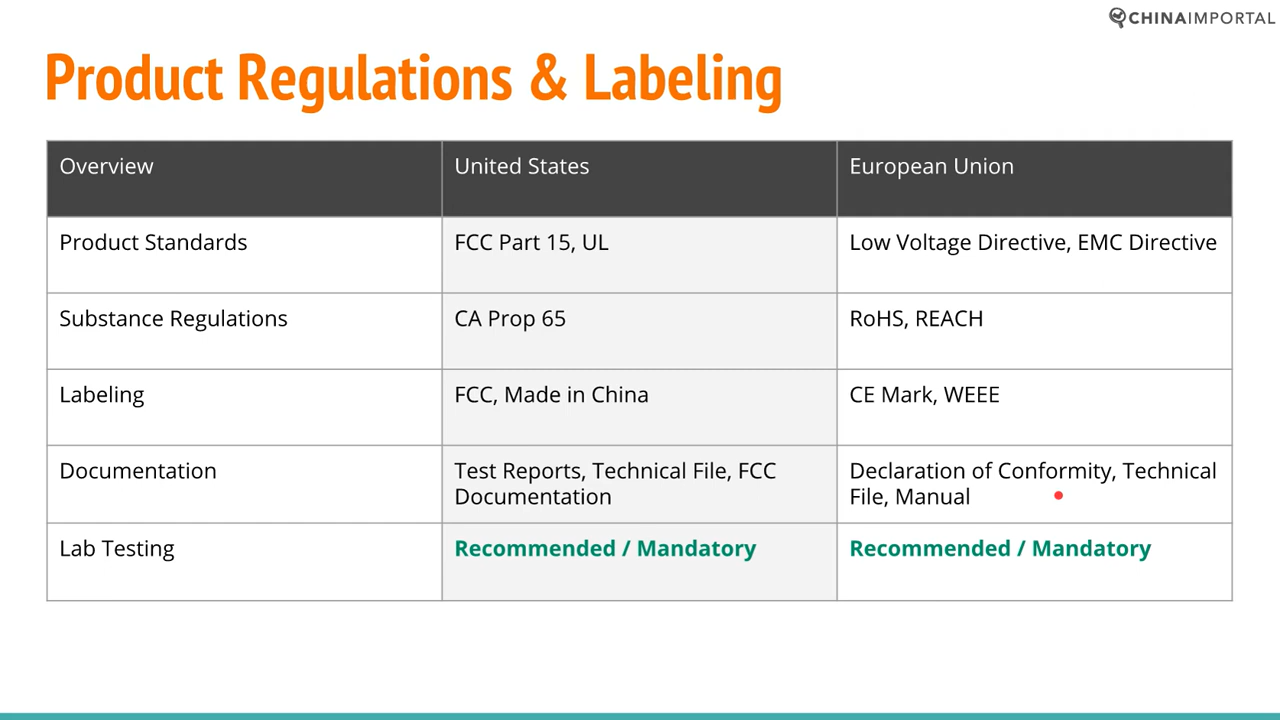 CHINAIMPORTAL
Product Regulations & Labeling
Overview
United States
European Union
Product Standards
FCC Part 15, UL
Low Voltage Directive, EMC Directive
Substance Regulations
CA Prop 65
RoHS, REACH
Labeling
FCC, Made in China
CE Mark, WEEE
Documentation
Test Reports, Technical File, FCC
Documentation
Declaration of Conformity, Technical
File, Manual
Lab Testing
Recommended / Mandatory
Recommended / Mandatory